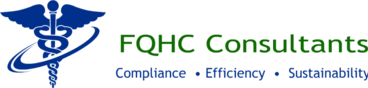 FQHC Consultants
Compliance • Efficiency • Sustainability